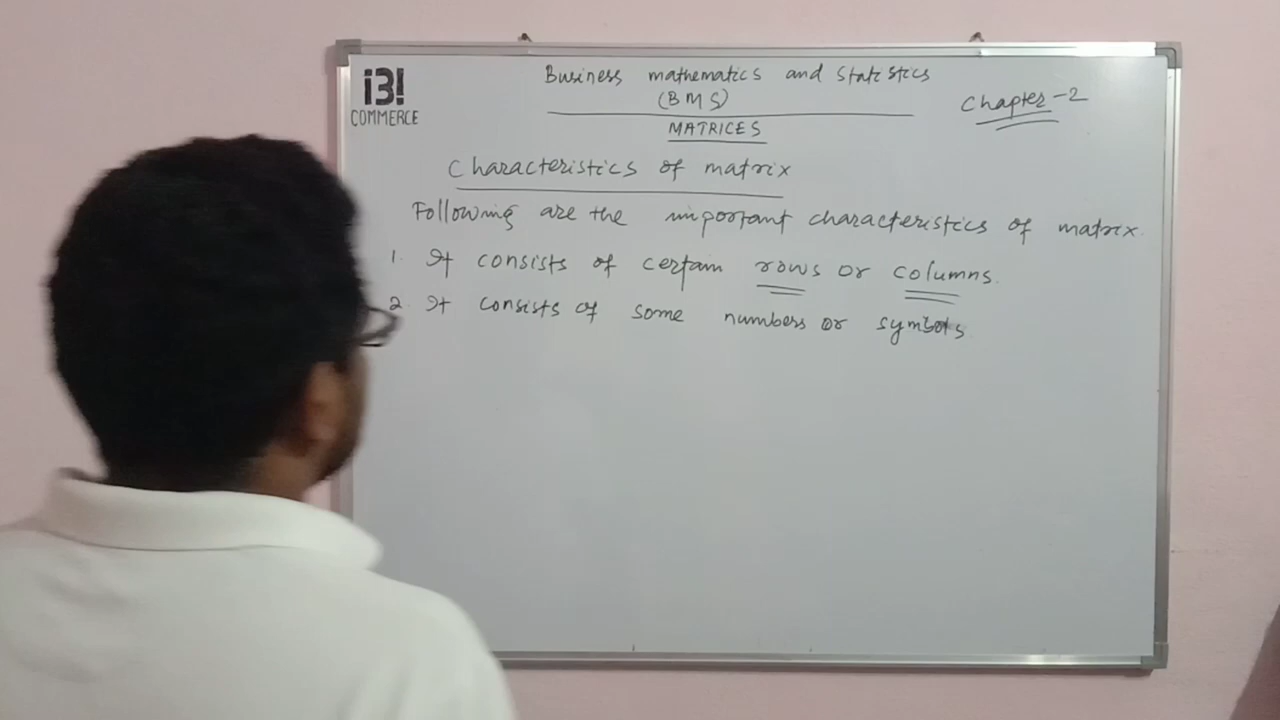 i3!
COMMERCE
Business mathematics and statistics
(BMS)
Chapter-2
MATRICES
Characteristics of matrix
Following are the important characteristics of matrix.
1. It consists of certain rows or columns.
2. It consists of some numbers or symbols.